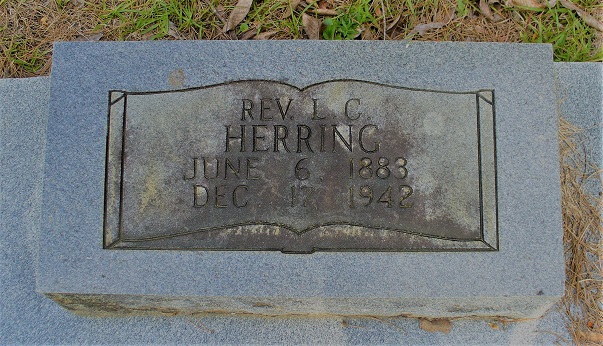 REV. L. C.
HERRING
JUNE 6 1883
DEC. 17 1942